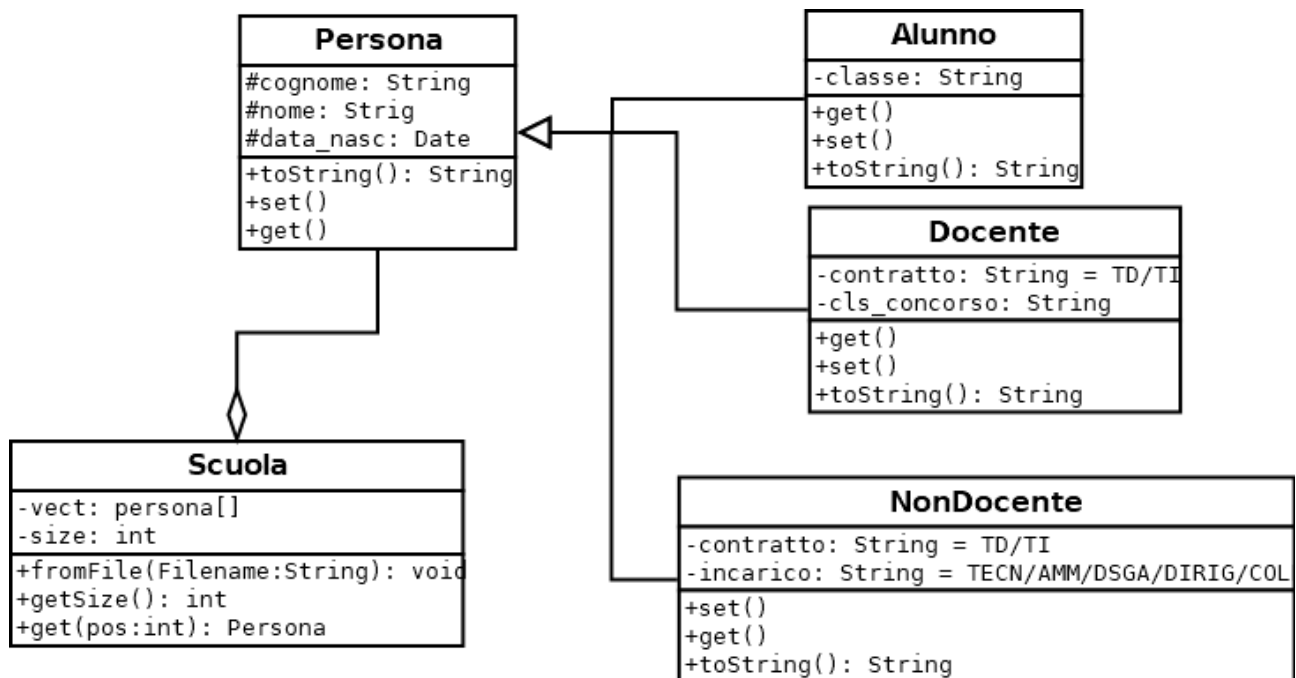 Persona
#cognome: String
#nome: Strig
#data_nasc: Date
+toString(): String
+set()
+get()
Alunno
-classe: String
+get()
+set()
+toString(): String
Docente
-contratto: String = TD/TI
-cls_concorso: String
+get()
+set()
+toString(): String
Scuola
-vect: persona[]
-size: int
+fromFile(Filename:String): void
+getSize(): int
+get(pos:int): Persona
NonDocente
-contratto: String = TD/TI
-incarico: String = TECN/AMM/DSGA/DIRIG/COL
+set()
+get()
+toString(): String